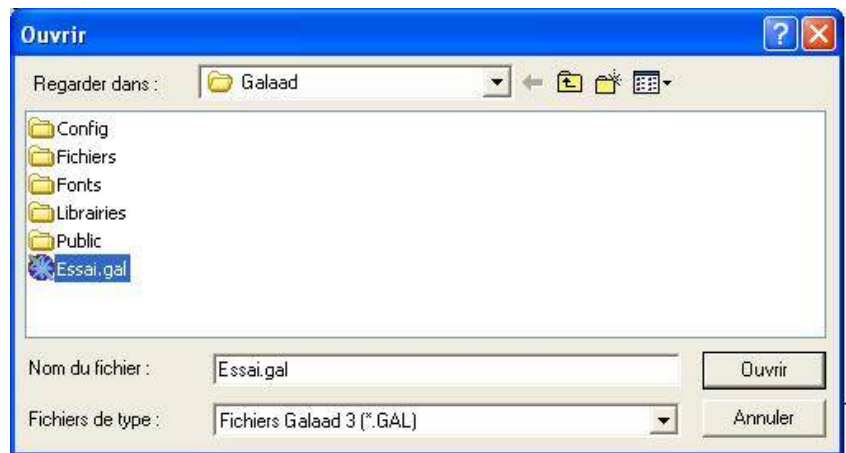 Ouvrir
Regarder dans : Galaad
Config
Fichiers
Fonts
Librairies
Public
Essai.gal
Nom du fichier : Essai.gal Ouvrir
Fichiers de type : Fichiers Galaad 3 (*.GAL) Annuler